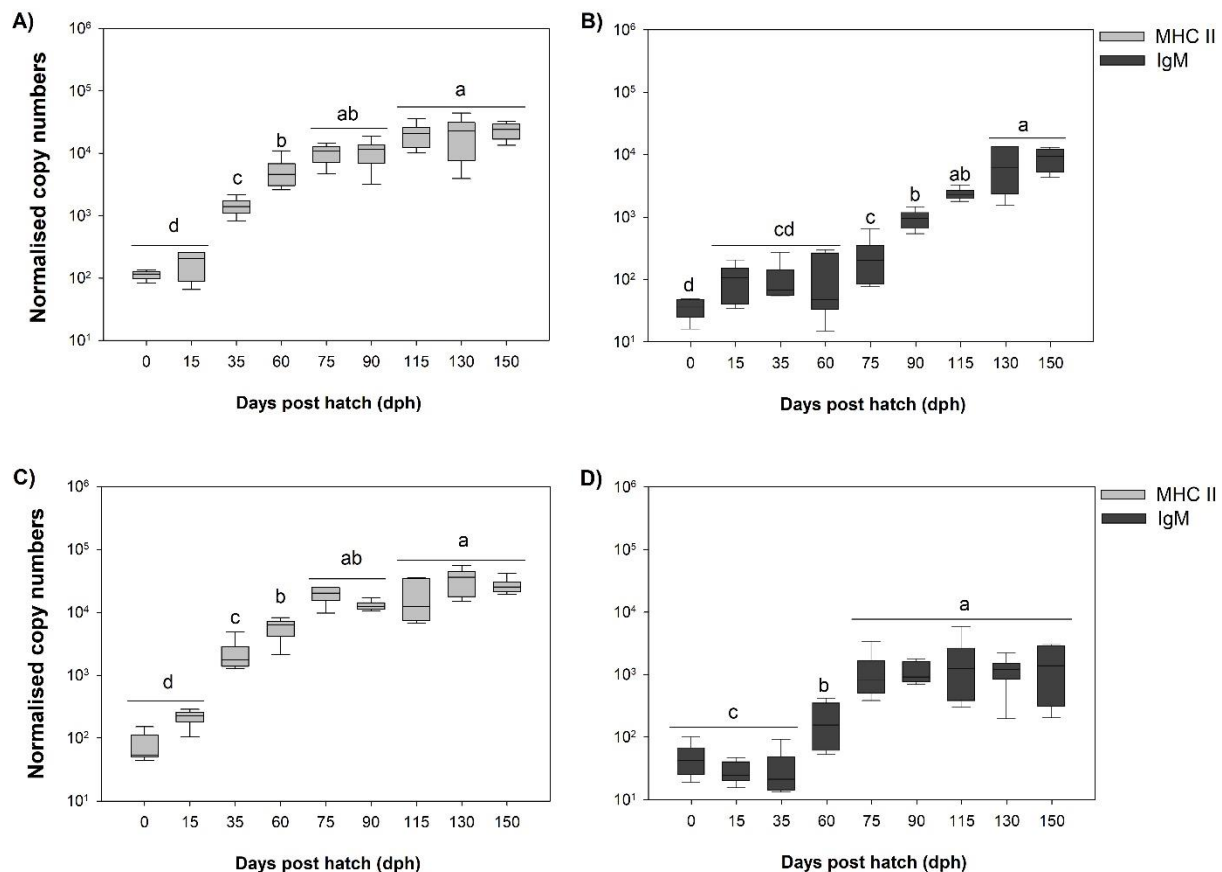 A)
Normalised copy numbers
10⁶
10⁵
10⁴
10³
10²
10¹
d
c
b
ab
a
0 15 35 60 75 90 115 130 150
Days post hatch (dph)
B)
10⁶
10⁵
10⁴
10³
10²
10¹
d
cd
c
b
ab
a
0 15 35 60 75 90 115 130 150
Days post hatch (dph)
MHC II
IgM
C)
Normalised copy numbers
10⁶
10⁵
10⁴
10³
10²
10¹
d
c
b
ab
a
0 15 35 60 75 90 115 130 150
Days post hatch (dph)
D)
10⁶
10⁵
10⁴
10³
10²
10¹
c
b
a
0 15 35 60 75 90 115 130 150
Days post hatch (dph)
MHC II
IgM